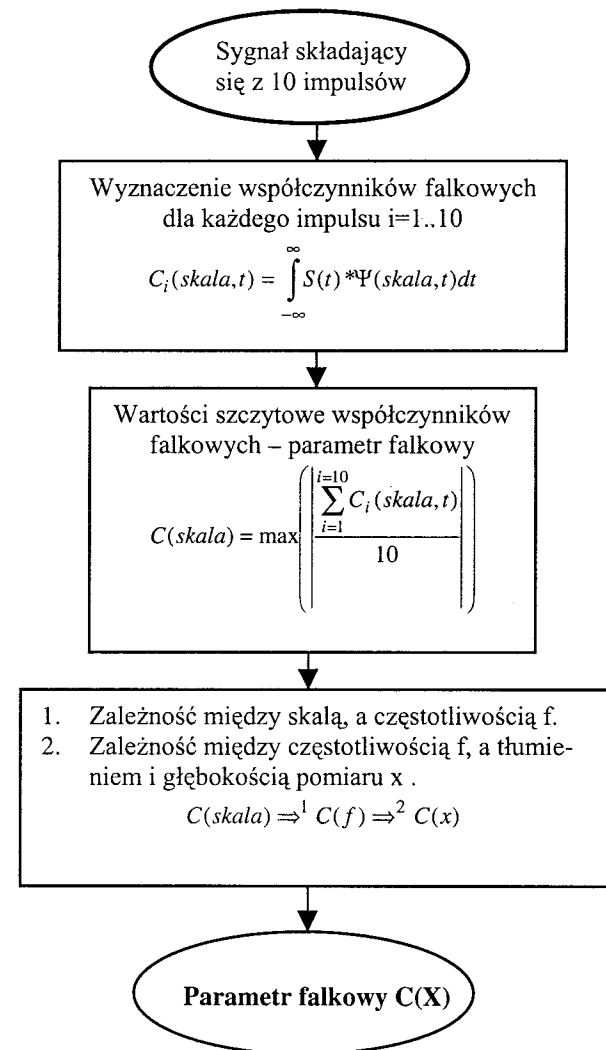 Sygnał składający
się z 10 impulsów
Wyznaczenie współczynników falkowych
dla każdego impulsu i=1..10
C_i(skala,t) = ∫_{-∞}^{∞} S(t)*Ψ(skala,t)dt
Wartości szczytowe współczynników
falkowych – parametr falkowy
C(skala) = max(|∑_{i=1}^{i=10} C_i(skala,t) / 10|)
1. Zależność między skalą, a częstotliwością f.
2. Zależność między częstotliwością f, a tłumie-
niem i głębokością pomiaru x .
C(skala) ⇒¹ C(f) ⇒² C(x)
Parametr falkowy C(X)